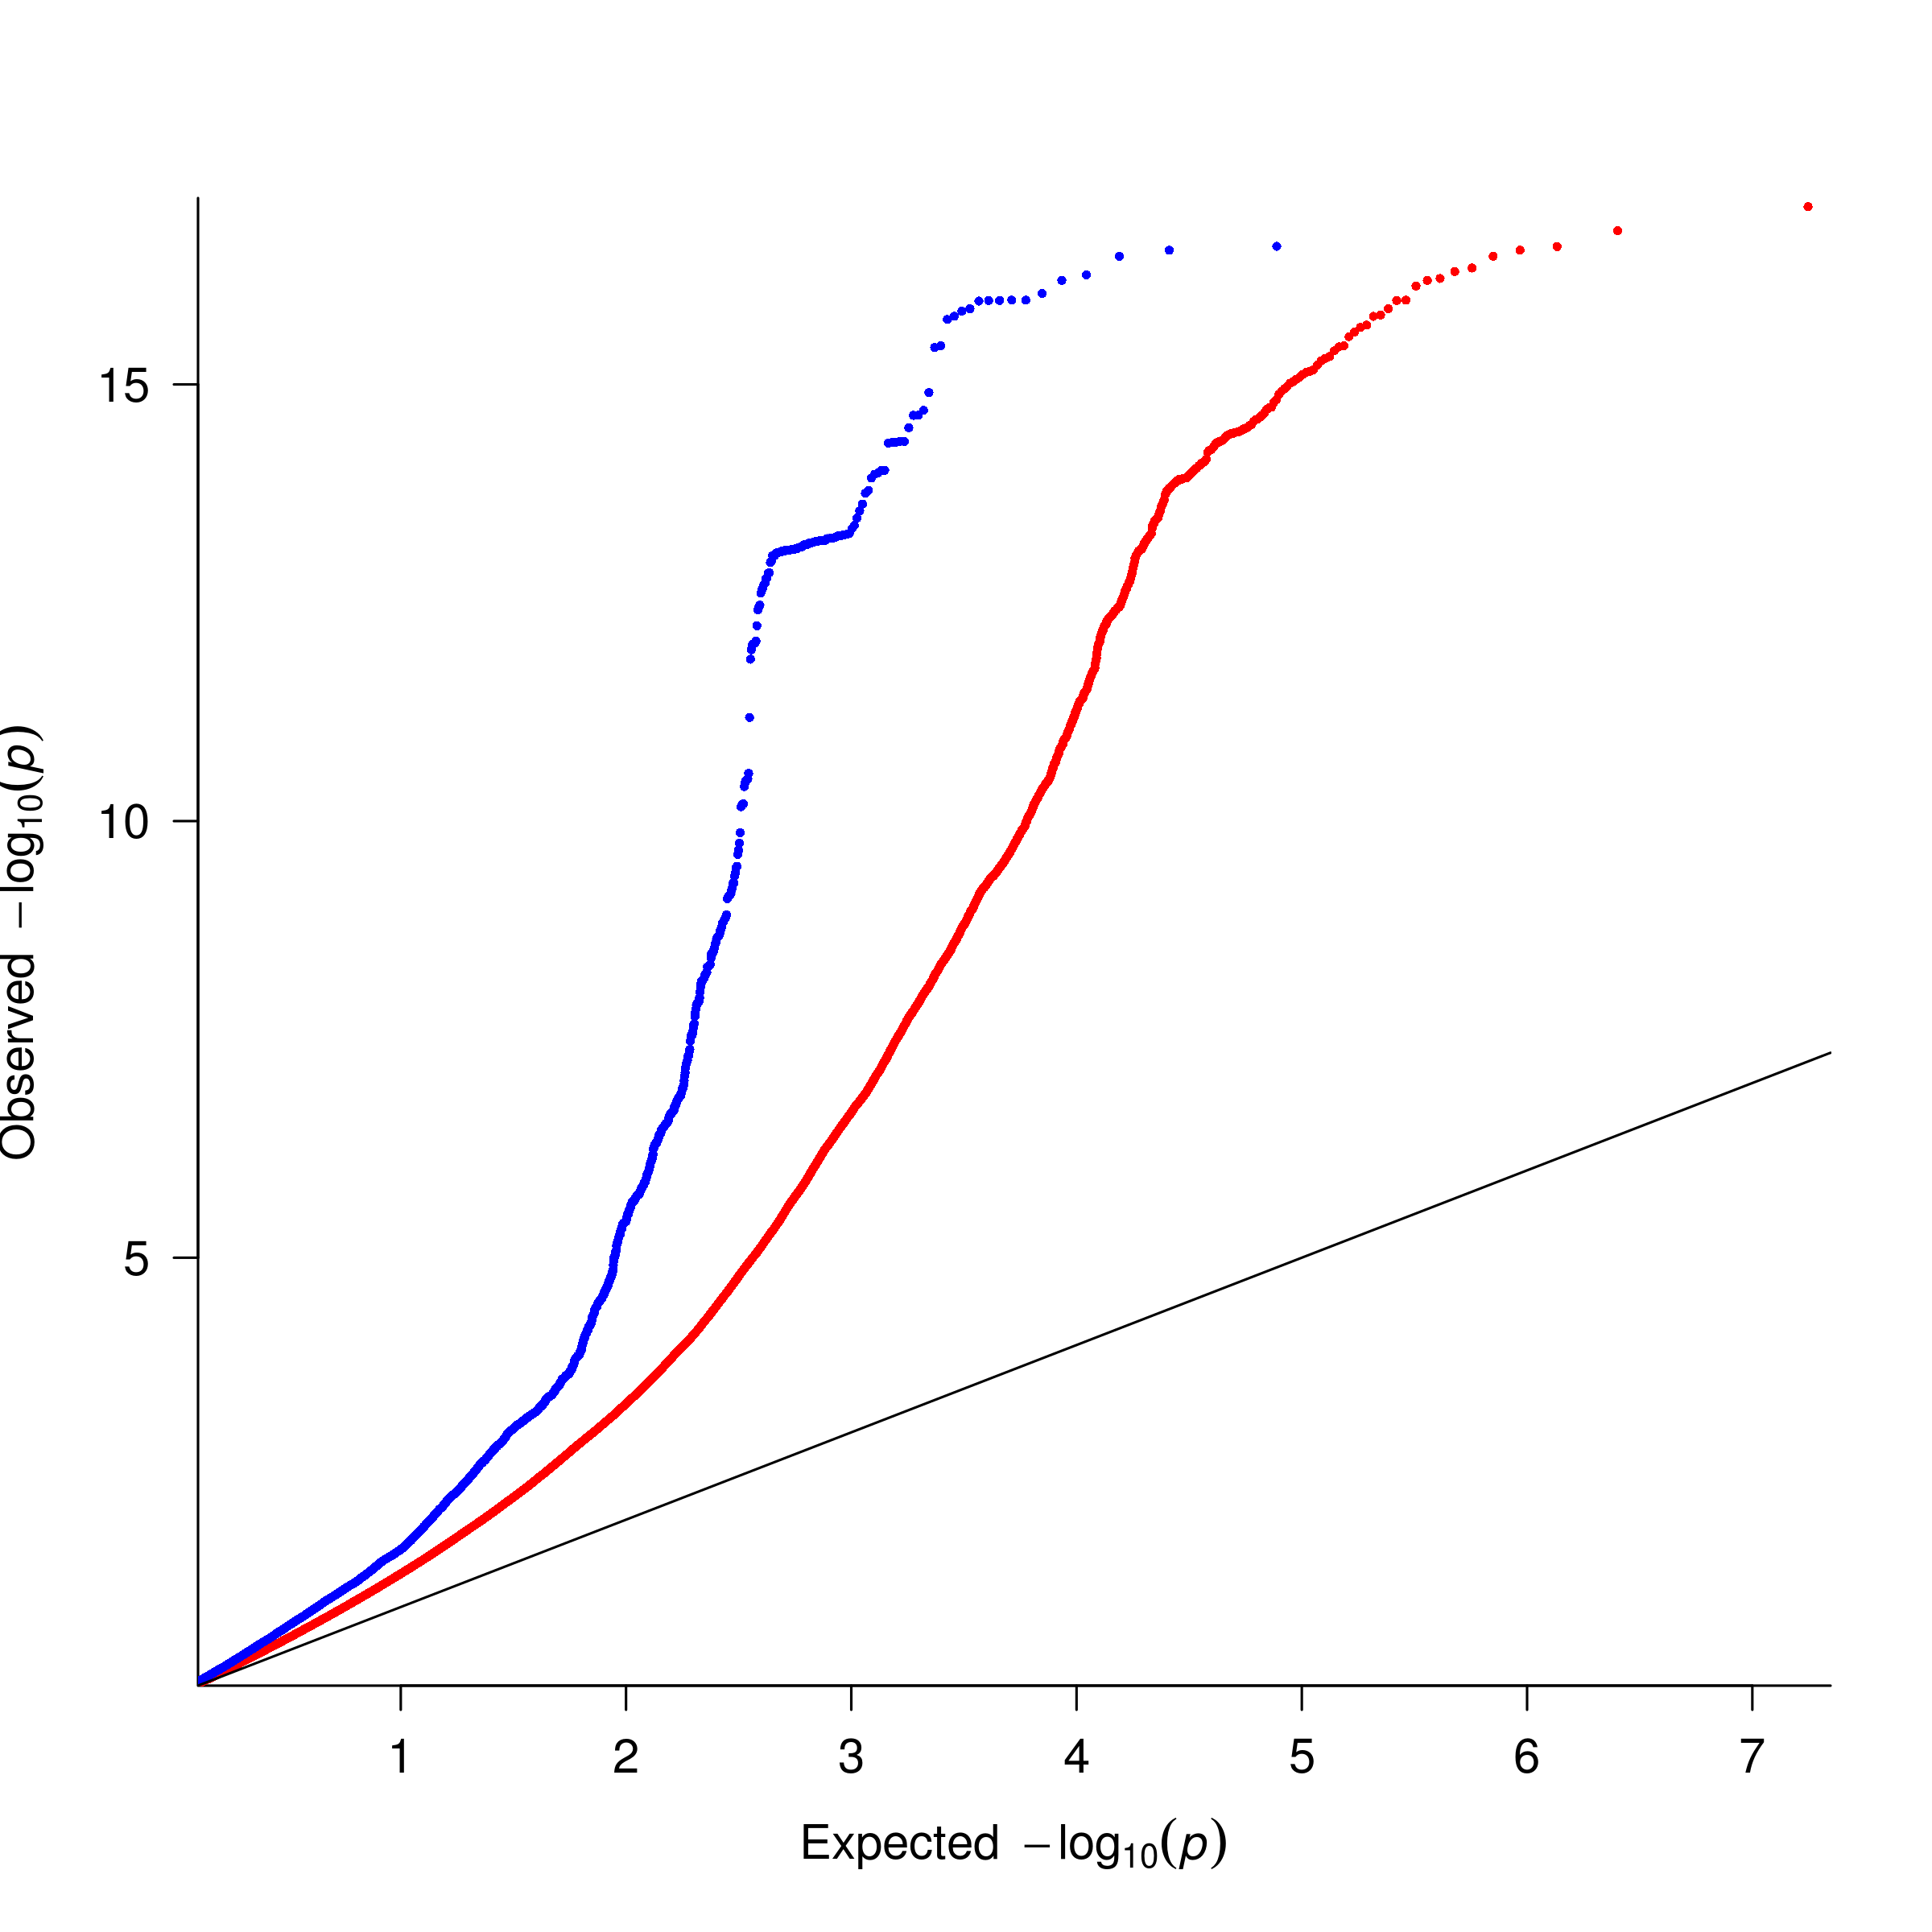 Observed −log10(p)
15
10
5
1 2 3 4 5 6 7
Expected −log10(p)